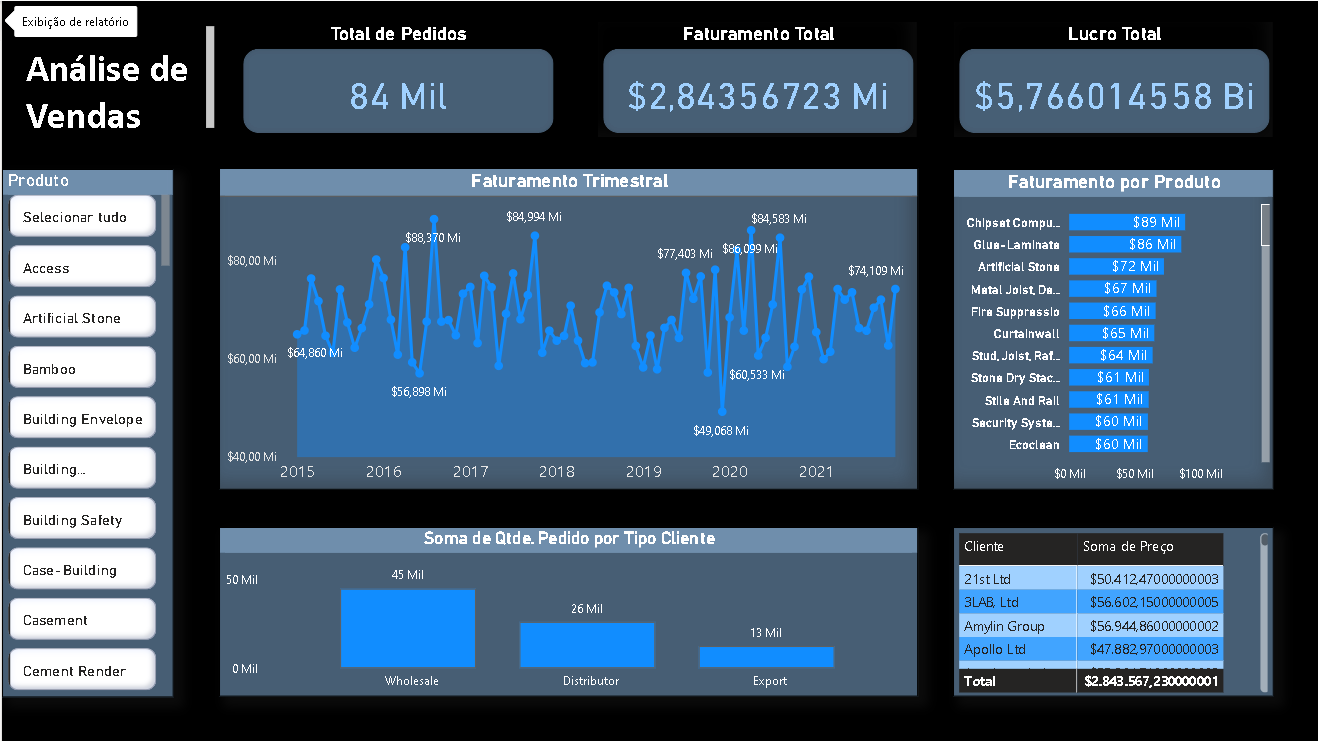 Exibição de relatório
Análise de
Vendas
Total de Pedidos
84 Mil
Faturamento Total
$2,84356723 Mi
Lucro Total
$5,766014558 Bi
Produto
Selecionar tudo
Access
Artificial Stone
Bamboo
Building Envelope
Building...
Building Safety
Case-Building
Casement
Cement Render
Faturamento Trimestral
$80,00 Mi
$60,00 Mi
$40,00 Mi
$64,860 Mi
$88,370 Mi
$56,898 Mi
$84,994 Mi
$77,403 Mi
$49,068 Mi
$86,099 Mi
$60,533 Mi
$84,583 Mi
$74,109 Mi
2015 2016 2017 2018 2019 2020 2021
Faturamento por Produto
Chipset Compu... $89 Mil
Glue-Laminate $86 Mil
Artificial Stone $72 Mil
Metal Joist, De... $67 Mil
Fire Suppressio $66 Mil
Curtainwall $65 Mil
Stud, Joist, Raf... $64 Mil
Stone Dry Stac... $61 Mil
Stile And Rail $61 Mil
Security Syste... $60 Mil
Ecoclean $60 Mil
$0 Mil $50 Mil $100 Mil
Soma de Qtde. Pedido por Tipo Cliente
50 Mil
0 Mil
45 Mil
26 Mil
13 Mil
Wholesale Distributor Export
Cliente Soma de Preço
21st Ltd $50.412,47000000003
3LAB, Ltd $56.602,15000000005
Amylin Group $56.944,86000000002
Apollo Ltd $47.882,97000000003
Total $2.843.567,230000001